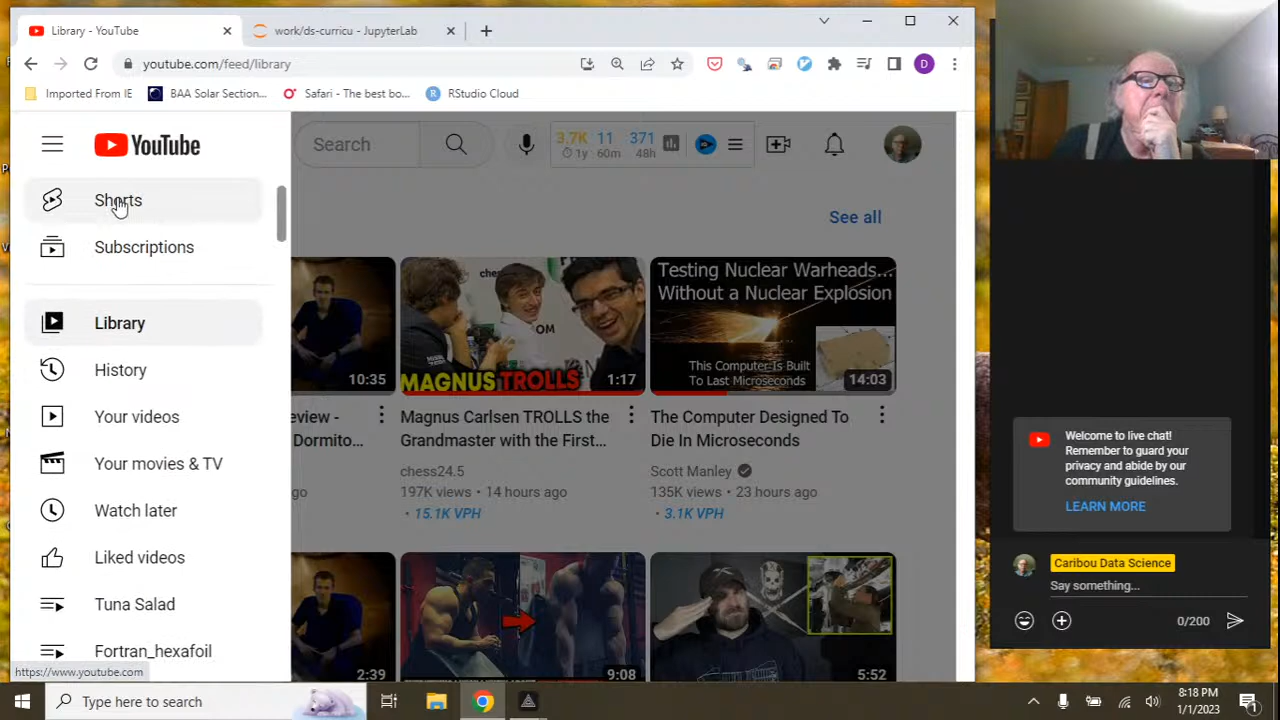 Library - YouTube
work/ds-curricu - JupyterLab
youtube.com/feed/library
D
Imported From IE
BAA Solar Section...
Safari - The best bo...
RStudio Cloud
YouTube
Search
3.7K 11 371
1y 60m 48h
Shorts
Subscriptions
Library
History
Your videos
Your movies & TV
Watch later
Liked videos
Tuna Salad
Fortran_hexafoil
https://www.youtube.com
See all
10:35
MAGNUS TROLLS
1:17
Testing Nuclear Warheads...
Without a Nuclear Explosion
This Computer Is Built
To Last Microseconds
14:03
eview -
Dormito...
ago
Magnus Carlsen TROLLS the
Grandmaster with the First...
chess24.5
197K views • 14 hours ago
• 15.1K VPH
The Computer Designed To
Die In Microseconds
Scott Manley
135K views • 23 hours ago
• 3.1K VPH
2:39
9:08
5:52
Welcome to live chat!
Remember to guard your
privacy and abide by our
community guidelines.
LEARN MORE
Caribou Data Science
Say something...
0/200
Type here to search
8:18 PM
1/1/2023
1